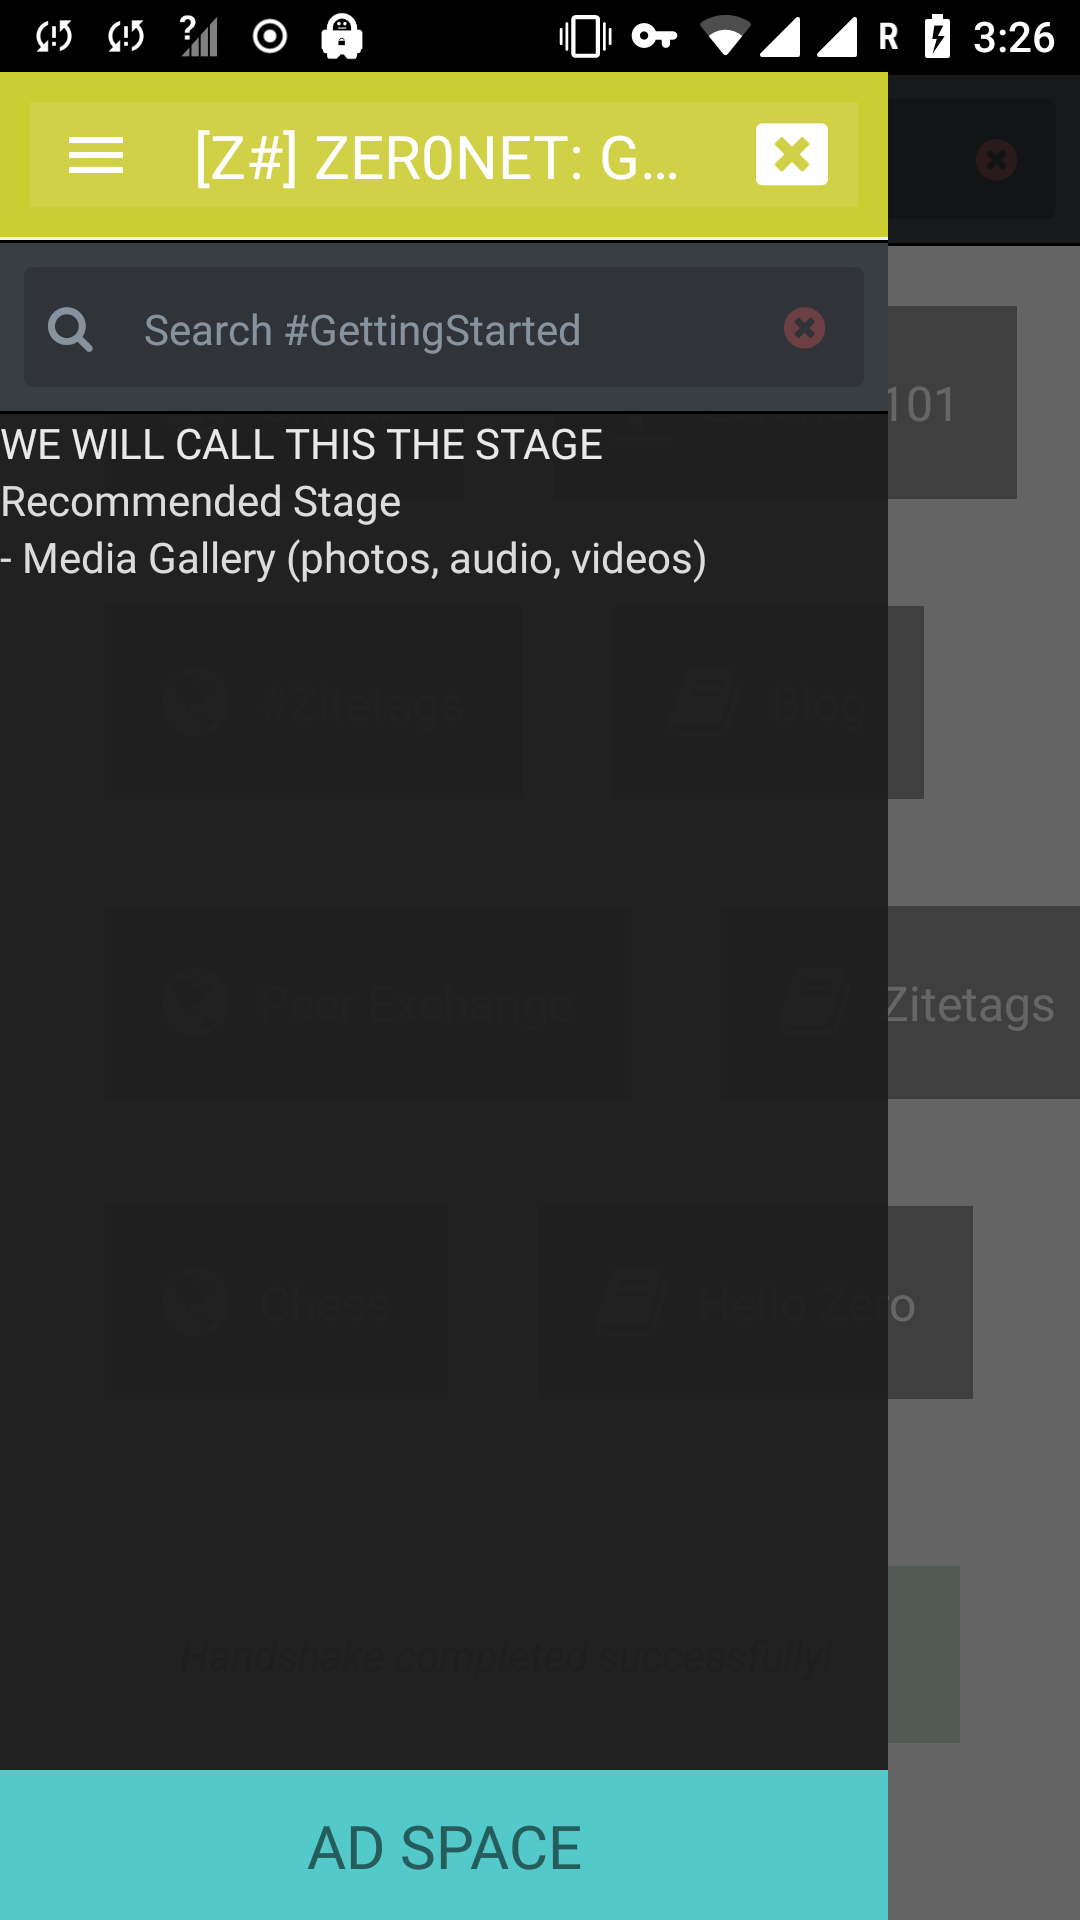 R 3:26
[Z#] ZER0NET: G...
Search #GettingStarted
101
WE WILL CALL THIS THE STAGE
Recommended Stage
- Media Gallery (photos, audio, videos)
#Zitetags
Blog
Peer Exchange
Zitetags
Chess
Hello Zero
Handshake completed successfully!
AD SPACE